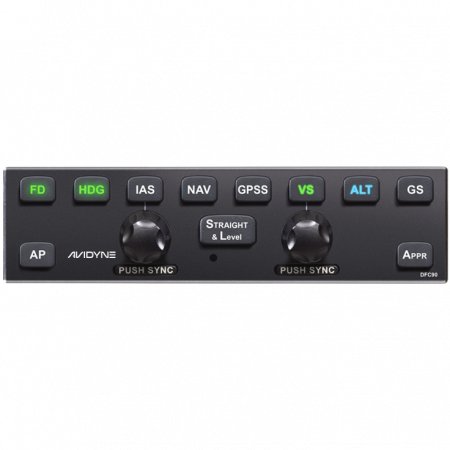 FD HDG IAS NAV GPSS VS ALT GS
STRAIGHT
& LEVEL
AP AVIDYNE APPR
PUSH SYNC PUSH SYNC
DFC90